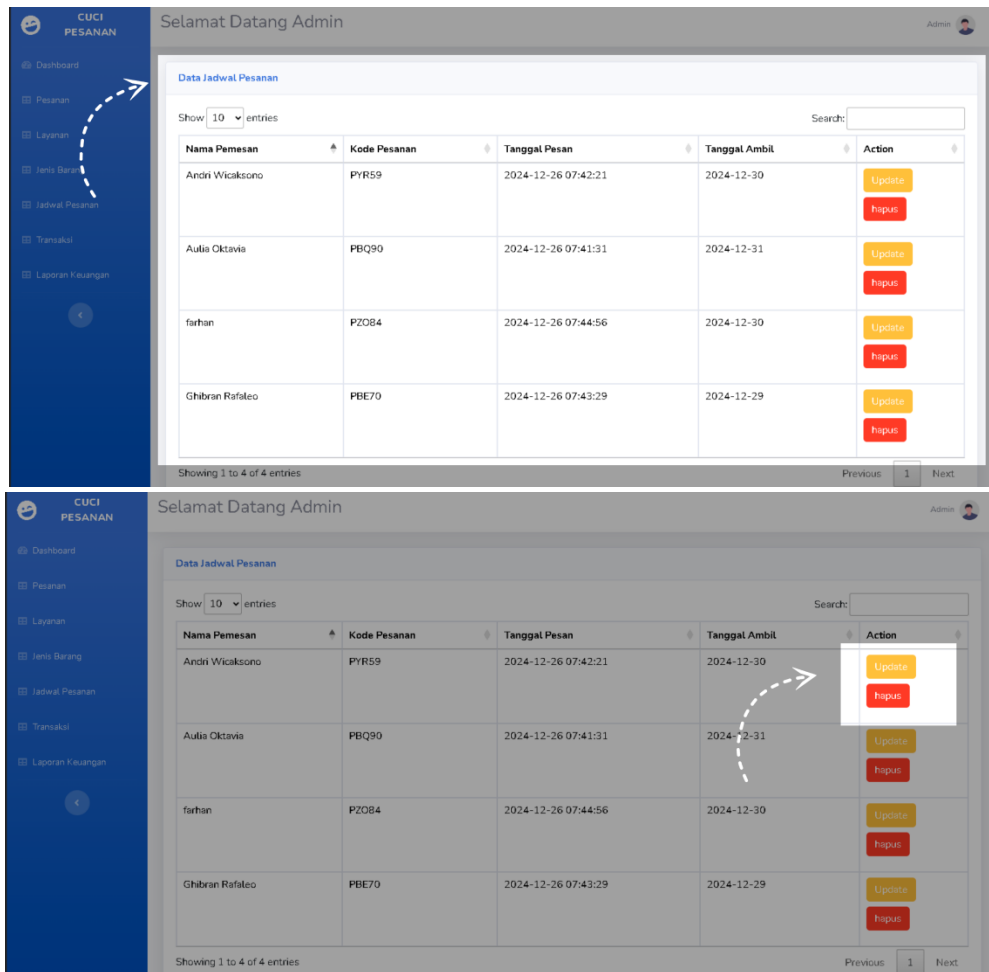 CUCI
PESANAN
Selamat Datang Admin
Admin
Dashboard
Pesanan
Layanan
Jenis Barang
Jadwal Pesanan
Transaksi
Laporan Keuangan
Data Jadwal Pesanan
Show 10 entries
Search:
Nama Pemesan Kode Pesanan Tanggal Pesan Tanggal Ambil Action
Andri Wicaksono PYR59 2024-12-26 07:42:21 2024-12-30 Update
hapus
Aulia Oktavia PBQ90 2024-12-26 07:41:31 2024-12-31 Update
hapus
farhan PZO84 2024-12-26 07:44:56 2024-12-30 Update
hapus
Ghibran Rafaleo PBE70 2024-12-26 07:43:29 2024-12-29 Update
hapus
Showing 1 to 4 of 4 entries
Previous 1 Next
CUCI
PESANAN
Selamat Datang Admin
Admin
Dashboard
Pesanan
Layanan
Jenis Barang
Jadwal Pesanan
Transaksi
Laporan Keuangan
Data Jadwal Pesanan
Show 10 entries
Search:
Nama Pemesan Kode Pesanan Tanggal Pesan Tanggal Ambil Action
Andri Wicaksono PYR59 2024-12-26 07:42:21 2024-12-30 Update
hapus
Aulia Oktavia PBQ90 2024-12-26 07:41:31 2024-12-31 Update
hapus
farhan PZO84 2024-12-26 07:44:56 2024-12-30 Update
hapus
Ghibran Rafaleo PBE70 2024-12-26 07:43:29 2024-12-29 Update
hapus
Showing 1 to 4 of 4 entries
Previous 1 Next